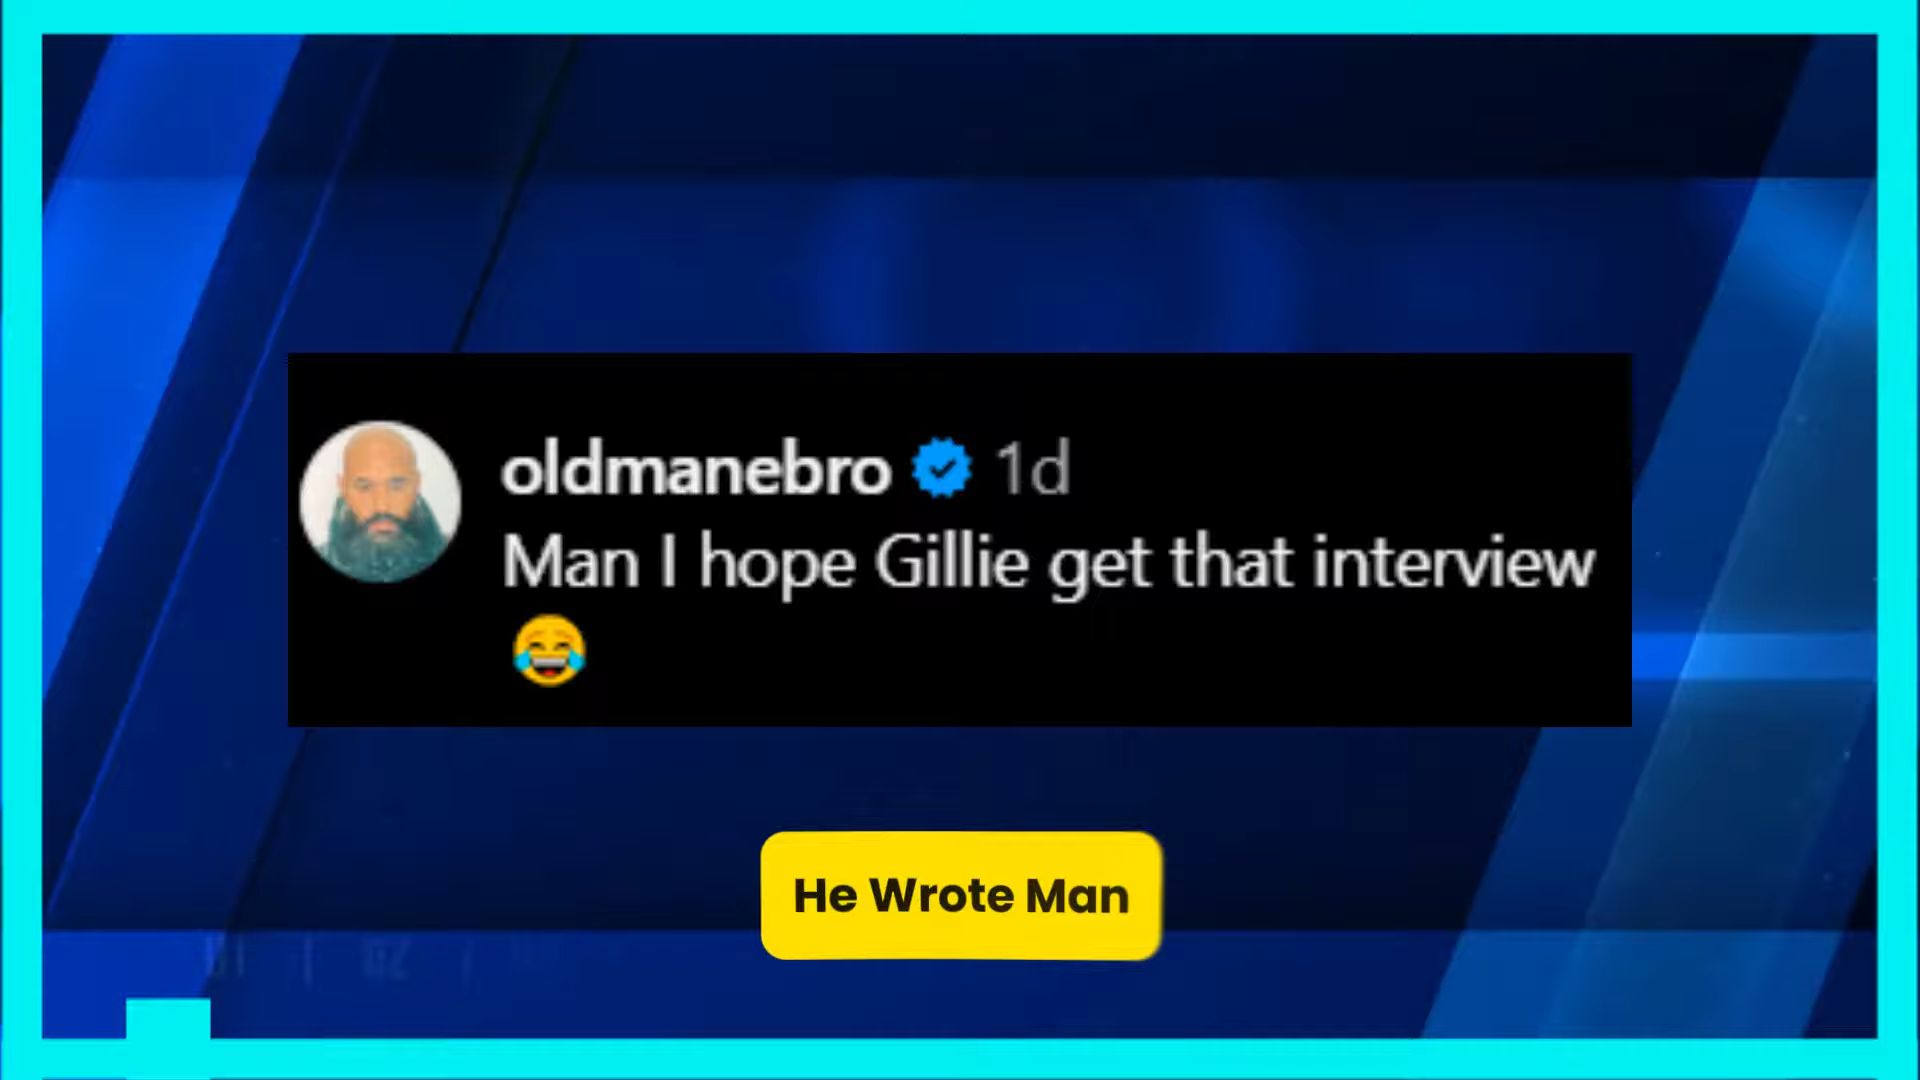 oldmanebro 1d
Man I hope Gillie get that interview
😂
He Wrote Man